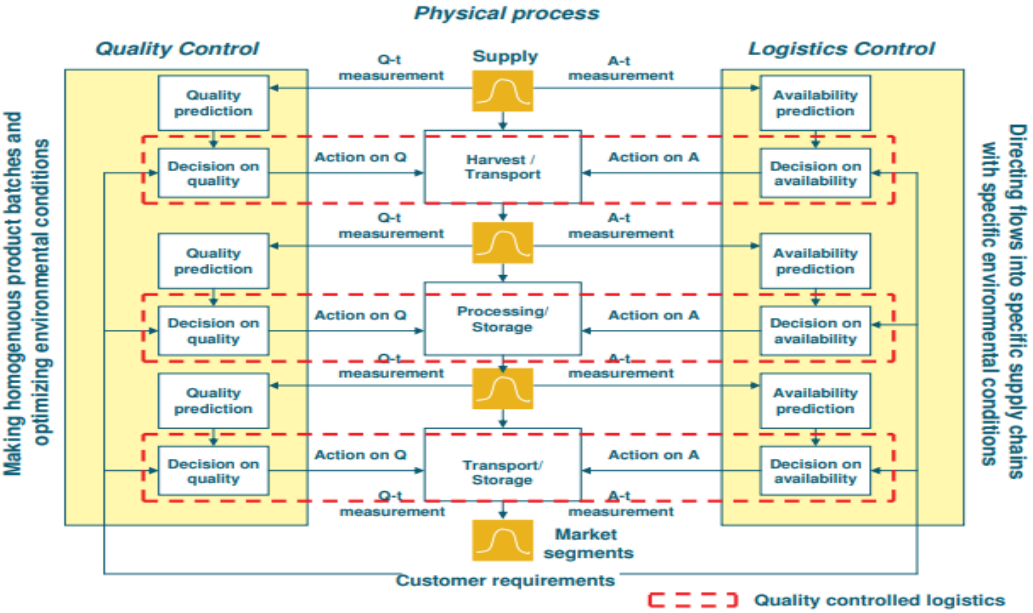 Physical process
Quality Control
Logistics Control
Supply
Q-t
measurement
A-t
measurement
Quality
prediction
Availability
prediction
Decision on
quality
Action on Q
Harvest /
Transport
Action on A
Decision on
availability
Q-t
measurement
A-t
measurement
Quality
prediction
Availability
prediction
Decision on
quality
Action on Q
Processing/
Storage
Action on A
Decision on
availability
Q-t
measurement
A-t
measurement
Quality
prediction
Availability
prediction
Decision on
quality
Action on Q
Transport/
Storage
Action on A
Decision on
availability
Q-t
measurement
A-t
measurement
Market
segments
Customer requirements
Quality controlled logistics
Making homogenuous product batches and
optimizing environmental conditions
Directing flows into specific supply chains
with specific environmental conditions